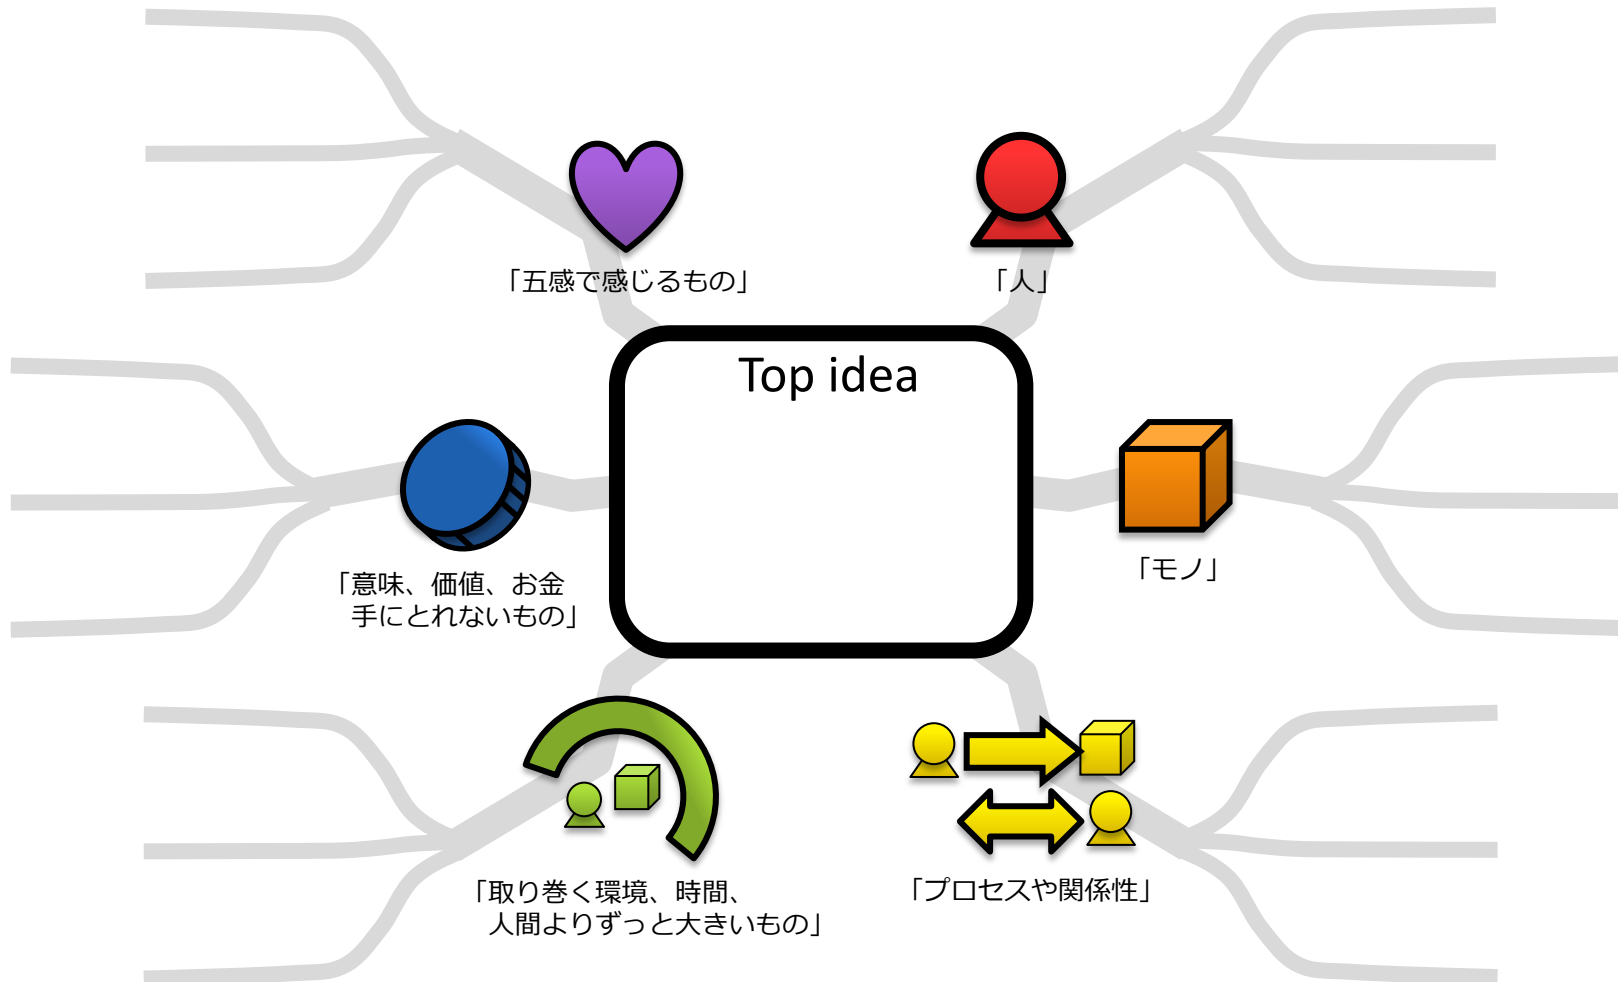 「五感で感じるもの」
「人」
Top idea
「モノ」
「意味、価値、お金
手にとれないもの」
「プロセスや関係性」
「取り巻く環境、時間、
人間よりずっと大きいもの」